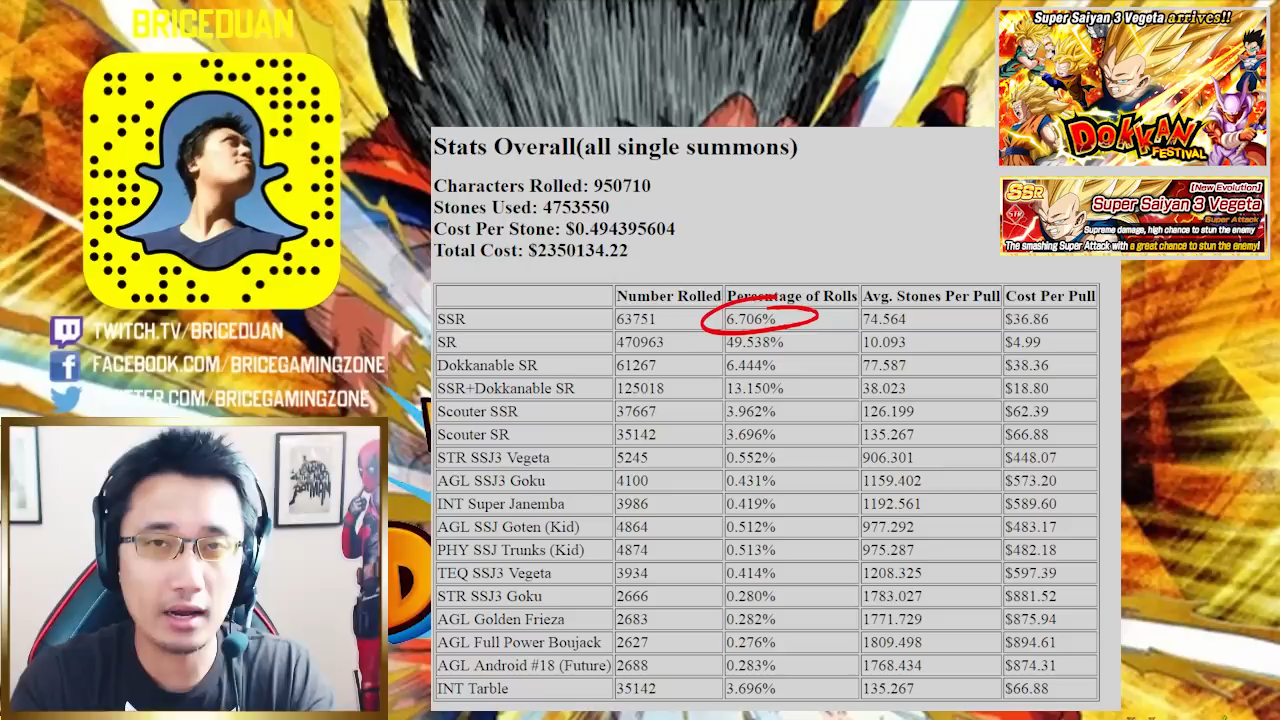 BRICEDUAN
TWITCH.TV/BRICEDUAN
FACEBOOK.COM/BRICEGAMINGZONE
TWITTER.COM/BRICEGAMINGZONE
Super Saiyan 3 Vegeta arrives!!
DOKKAN
FESTIVAL
SSR
[New Evolution]
STR
Super Saiyan 3 Vegeta
Super Attack
Supreme damage, high chance to stun the enemy
The smashing Super Attack with a great chance to stun the enemy!
Stats Overall(all single summons)
Characters Rolled: 950710
Stones Used: 4753550
Cost Per Stone: $0.494395604
Total Cost: $2350134.22
Number Rolled Percentage of Rolls Avg. Stones Per Pull Cost Per Pull
SSR 63751 6.706% 74.564 $36.86
SR 470963 49.538% 10.093 $4.99
Dokkanable SR 61267 6.444% 77.587 $38.36
SSR+Dokkanable SR 125018 13.150% 38.023 $18.80
Scouter SSR 37667 3.962% 126.199 $62.39
Scouter SR 35142 3.696% 135.267 $66.88
STR SSJ3 Vegeta 5245 0.552% 906.301 $448.07
AGL SSJ3 Goku 4100 0.431% 1159.402 $573.20
INT Super Janemba 3986 0.419% 1192.561 $589.60
AGL SSJ Goten (Kid) 4864 0.512% 977.292 $483.17
PHY SSJ Trunks (Kid) 4874 0.513% 975.287 $482.18
TEQ SSJ3 Vegeta 3934 0.414% 1208.325 $597.39
STR SSJ3 Goku 2666 0.280% 1783.027 $881.52
AGL Golden Frieza 2683 0.282% 1771.729 $875.94
AGL Full Power Boujack 2627 0.276% 1809.498 $894.61
AGL Android #18 (Future) 2688 0.283% 1768.434 $874.31
INT Tarble 35142 3.696% 135.267 $66.88